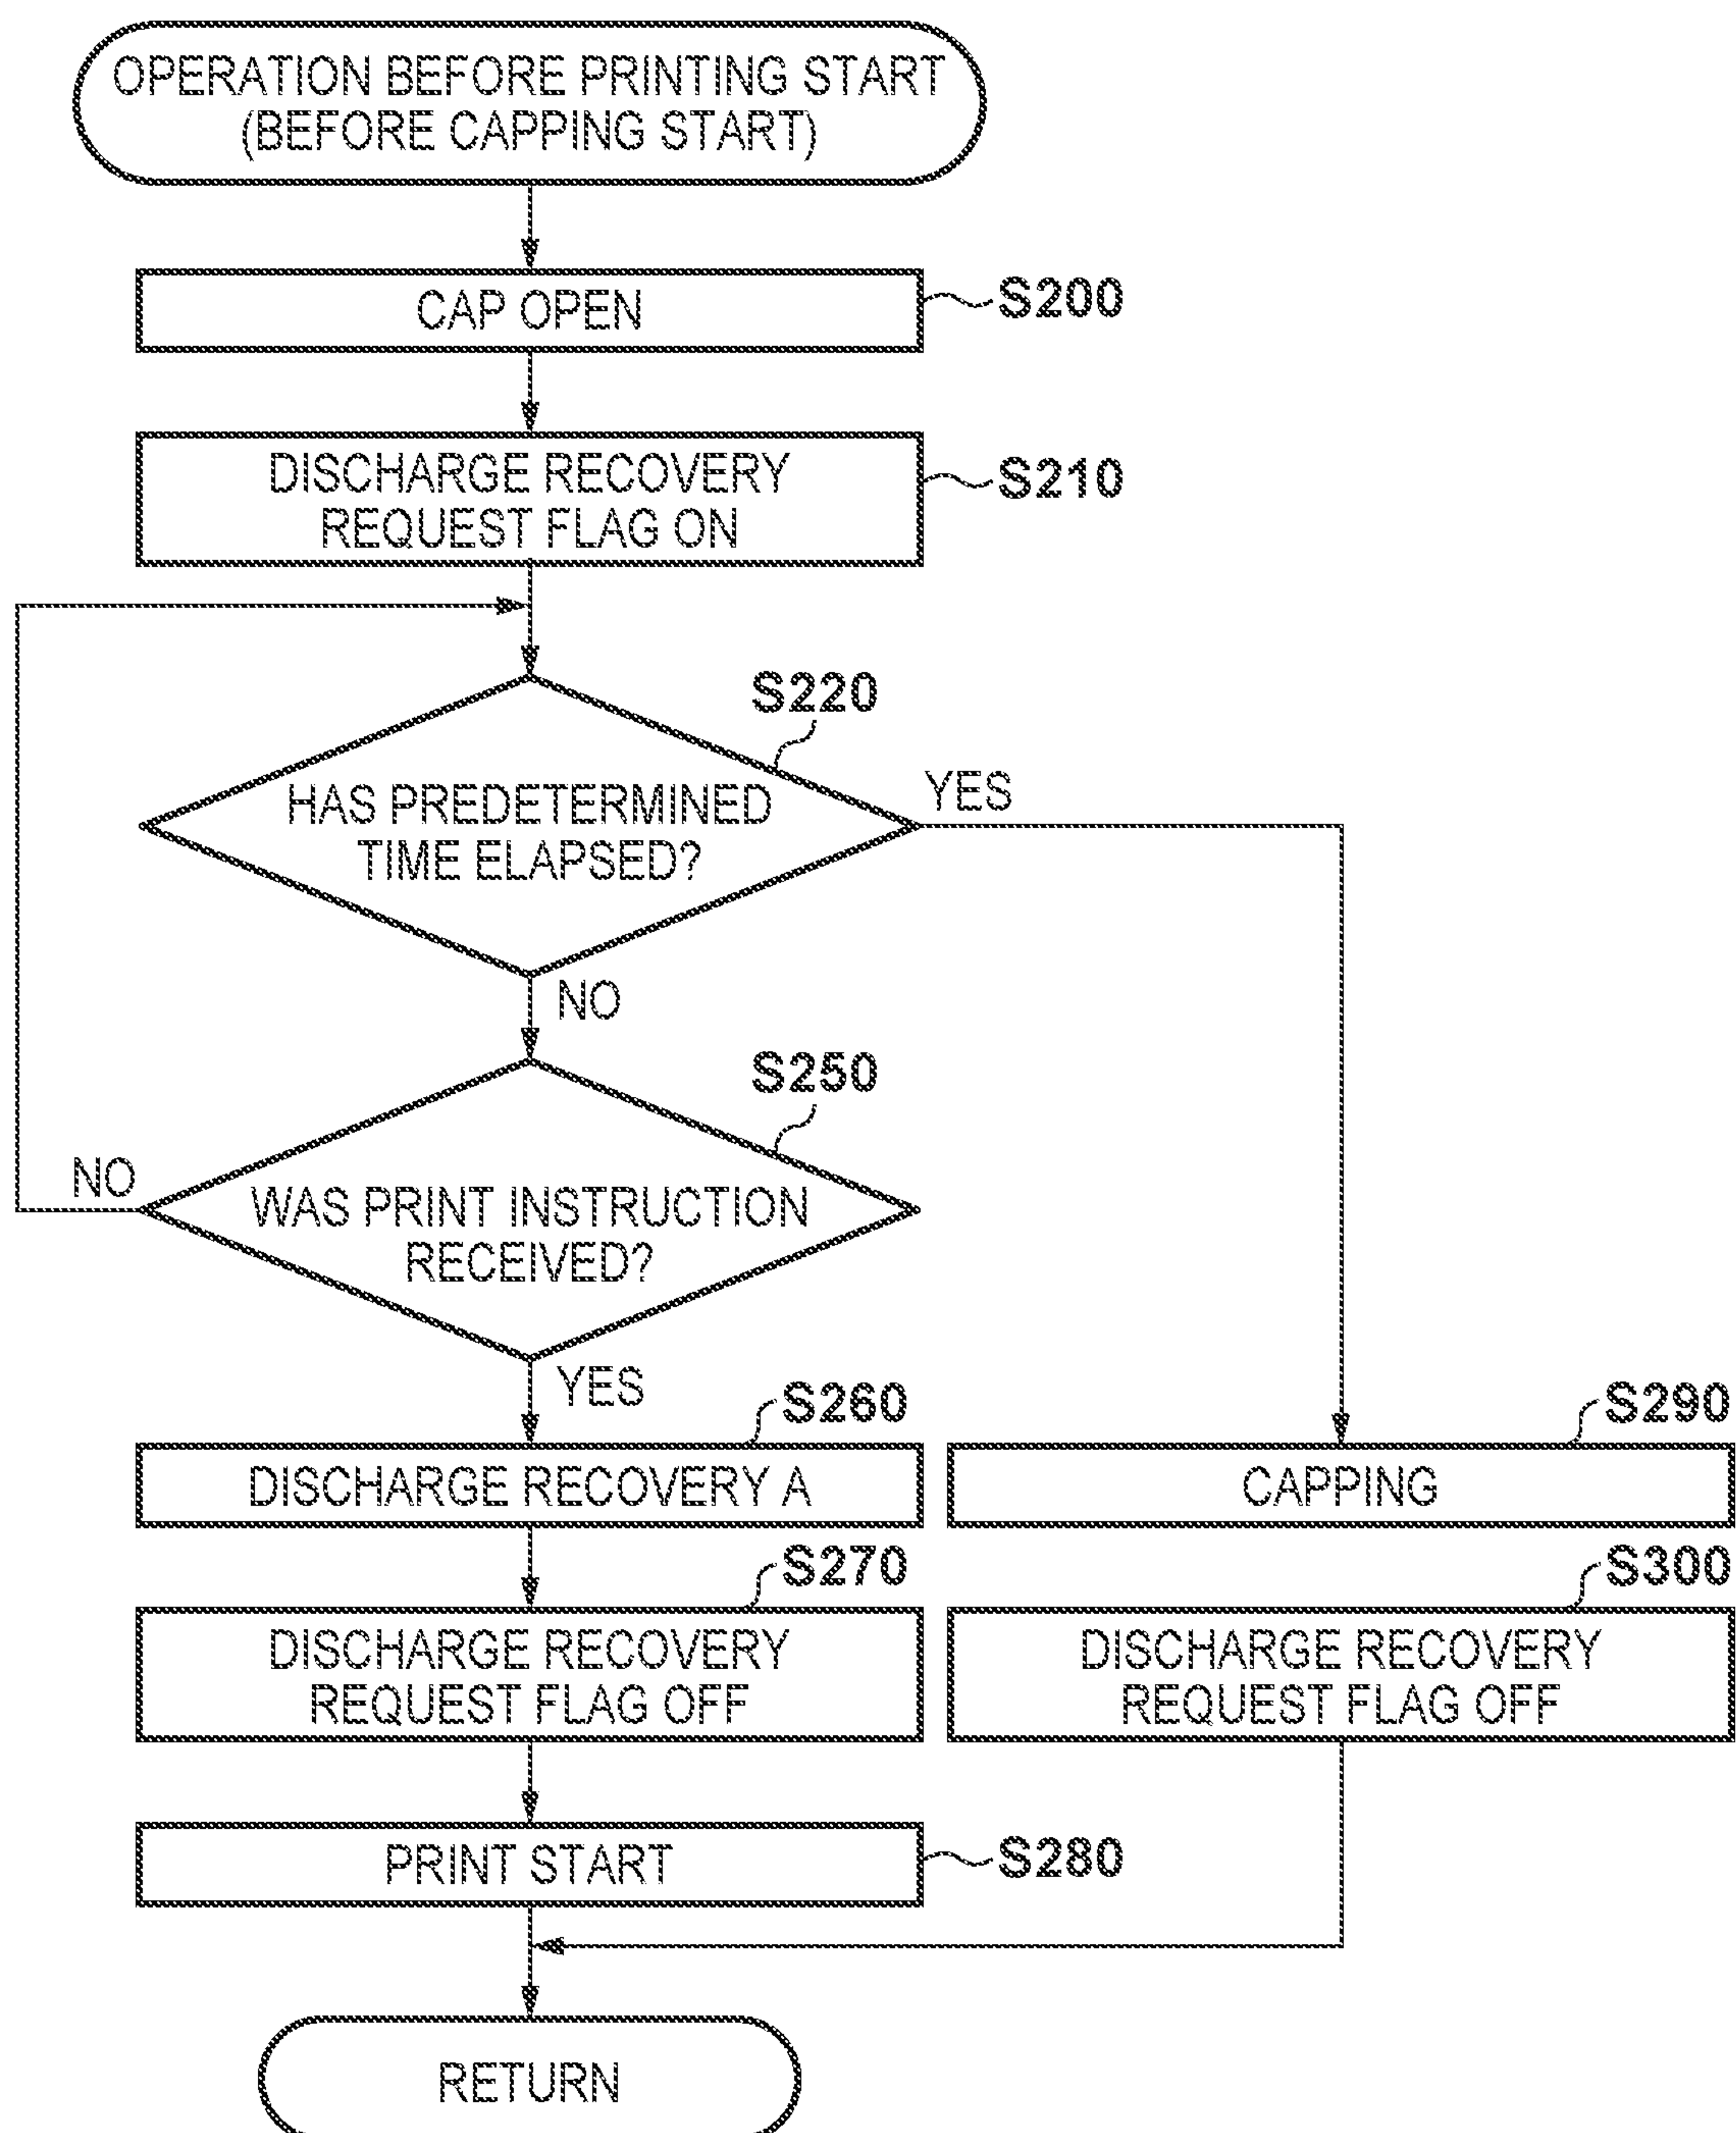 OPERATION BEFORE PRINTING START
(BEFORE CAPPING START)
CAP OPEN
S200
DISCHARGE RECOVERY
REQUEST FLAG ON
S210
S220
HAS PREDETERMINED
TIME ELAPSED?
YES
NO
S250
WAS PRINT INSTRUCTION
RECEIVED?
NO
YES
S260
DISCHARGE RECOVERY A
S290
CAPPING
S270
DISCHARGE RECOVERY
REQUEST FLAG OFF
S300
DISCHARGE RECOVERY
REQUEST FLAG OFF
PRINT START
S280
RETURN